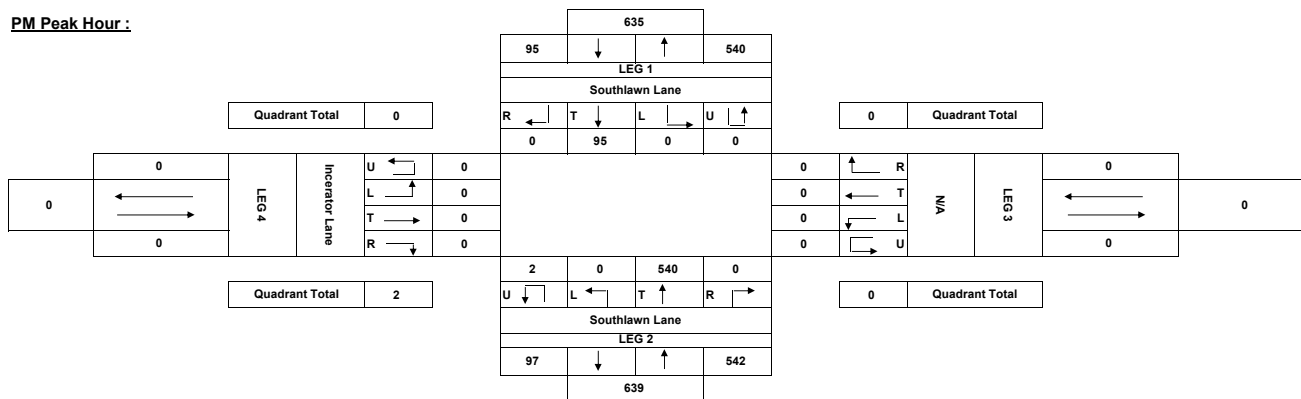 PM Peak Hour :
635
95 540
LEG 1
Southlawn Lane
Quadrant Total 0
R T L U
0 Quadrant Total
0 95 0 0
0 LEG 4 Incerator Lane U 0
0 R N/A LEG 3 0
0
L 0
0 T
0
T 0
0 L
0 R 0
0 U 0
2 0 540 0
Quadrant Total 2
U L T R
0 Quadrant Total
Southlawn Lane
LEG 2
97 542
639